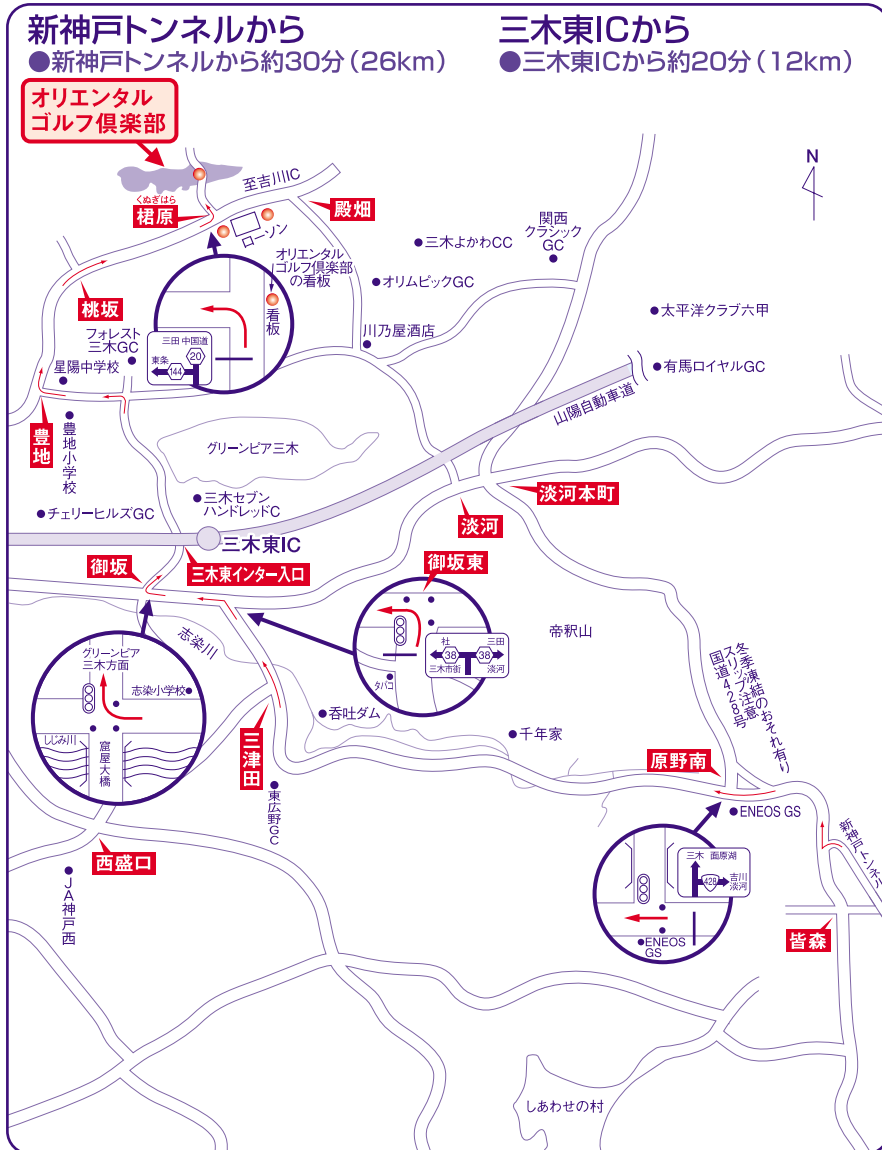 新神戸トンネルから
●新神戸トンネルから約30分（26km）
三木東ICから
●三木東ICから約20分（12km）
オリエンタル
ゴルフ倶楽部
N
至吉川IC
くぬぎはら
椐原
殿畑
ローソン
関西
クラシック
GC
三木よかわCC
オリエンタル
ゴルフ倶楽部
の看板
オリムピックGC
桃坂
看板
太平洋クラブ六甲
フォレスト
三木GC
三田 中国道
20
東条
144
川乃屋酒店
星陽中学校
有馬ロイヤルGC
山陽自動車道
豊地
豊地小学校
グリーンピア三木
三木セブン
ハンドレッドC
チェリーヒルズGC
淡河本町
淡河
三木東IC
御坂
三木東インター入口
御坂東
志染川
社
三田
38
38
三木市街
淡河
タバコ
帝釈山
グリーンピア
三木方面
志染小学校
しじみ川
窟屋大橋
呑吐ダム
千年家
国道428号
スリップ注意
冬季凍結のおそれ有り
三津田
原野南
東広野GC
ENEOS GS
新神戸トンネル
西盛口
三木
面原湖
428
吉川
淡河
JA神戸西
ENEOS
GS
皆森
しあわせの村